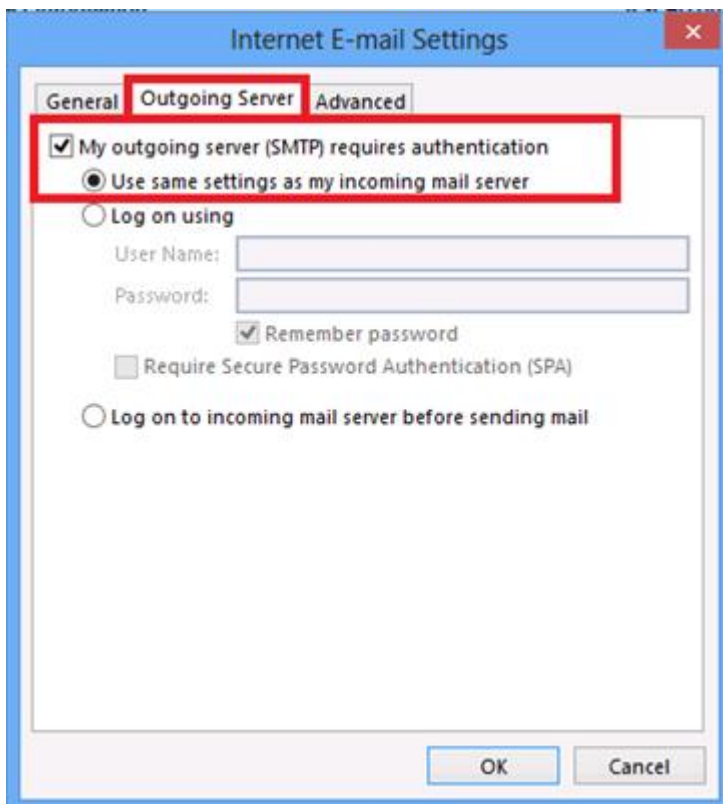 Internet E-mail Settings
General Outgoing Server Advanced
My outgoing server (SMTP) requires authentication
Use same settings as my incoming mail server
Log on using
User Name:
Password:
Remember password
Require Secure Password Authentication (SPA)
Log on to incoming mail server before sending mail
OK Cancel